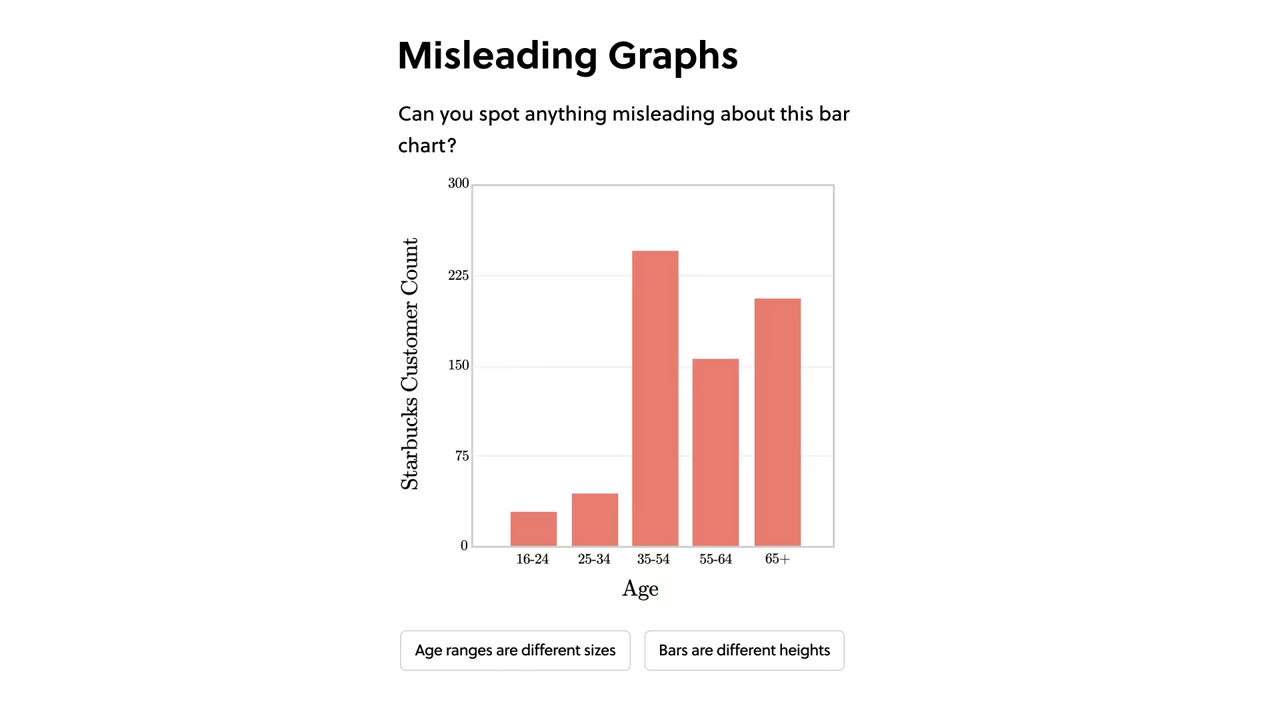 Misleading Graphs
Can you spot anything misleading about this bar
chart?
300
225
150
75
0
Starbucks Customer Count
16-24
25-34
35-54
55-64
65+
Age
Age ranges are different sizes
Bars are different heights